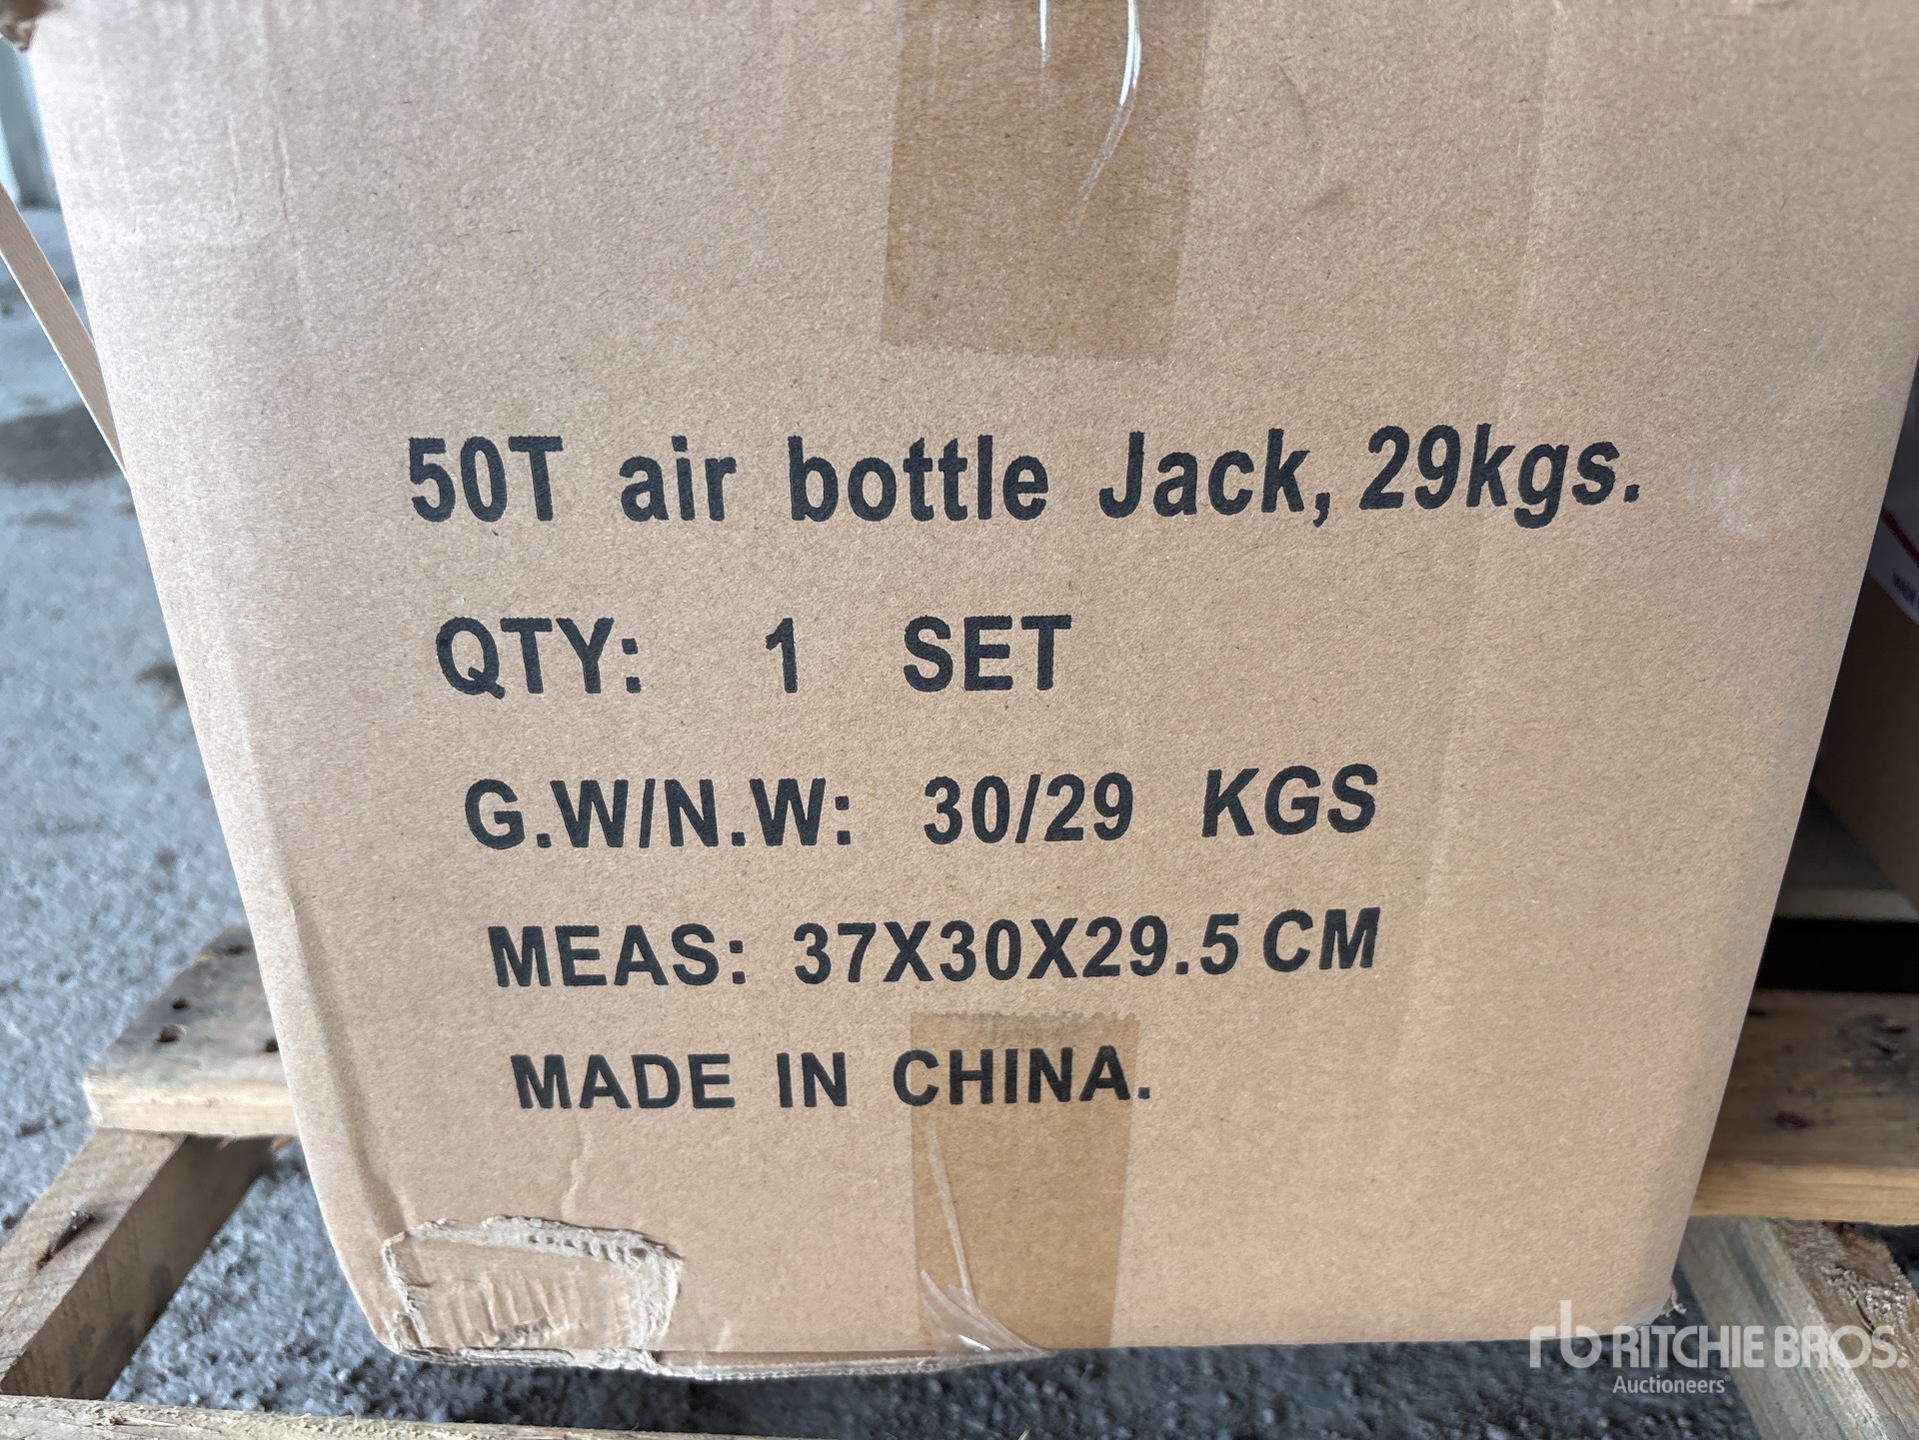 50T air bottle Jack, 29kgs.
QTY: 1 SET
G.W/N.W: 30/29 KGS
MEAS: 37X30X29.5 CM
MADE IN CHINA.
rb RITCHIE BROS.
Auctioneers